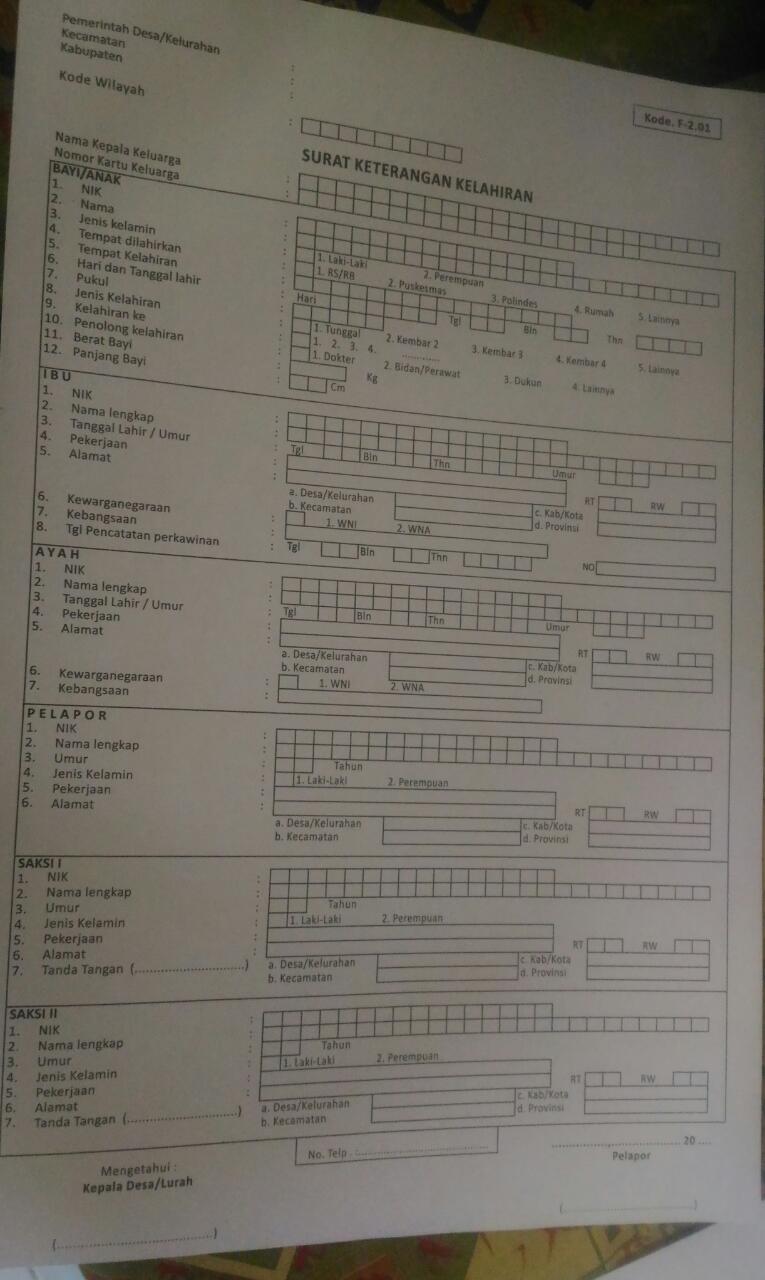 Pemerintah Desa/Kelurahan :
Kecamatan :
Kabupaten :
Kode Wilayah :
Kode. F-2.01
SURAT KETERANGAN KELAHIRAN
Nama Kepala Keluarga :
Nomor Kartu Keluarga :
BAYI/ANAK
1. NIK :
2. Nama :
3. Jenis kelamin : 1. Laki-Laki 2. Perempuan
4. Tempat dilahirkan : 1. RS/RB 2. Puskesmas 3. Polindes 4. Rumah 5. Lainnya
5. Tempat Kelahiran :
6. Hari dan Tanggal lahir : Hari Tgl Bln Thn
7. Pukul :
8. Jenis Kelahiran : 1. Tunggal 2. Kembar 2 3. Kembar 3 4. Kembar 4 5. Lainnya
9. Kelahiran ke : 1. 2. 3. 4. ............
10. Penolong kelahiran : 1. Dokter 2. Bidan/Perawat 3. Dukun 4. Lainnya
11. Berat Bayi : Kg
12. Panjang Bayi : Cm
I B U
1. NIK :
2. Nama lengkap :
3. Tanggal Lahir / Umur : Tgl Bln Thn Umur
4. Pekerjaan :
5. Alamat : RT RW
a. Desa/Kelurahan c. Kab/Kota
b. Kecamatan d. Provinsi
6. Kewarganegaraan : 1. WNI 2. WNA
7. Kebangsaan :
8. Tgl Pencatatan perkawinan : Tgl Bln Thn NO
A Y A H
1. NIK :
2. Nama lengkap :
3. Tanggal Lahir / Umur : Tgl Bln Thn Umur
4. Pekerjaan :
5. Alamat : RT RW
a. Desa/Kelurahan c. Kab/Kota
b. Kecamatan d. Provinsi
6. Kewarganegaraan : 1. WNI 2. WNA
7. Kebangsaan :
P E L A P O R
1. NIK :
2. Nama lengkap :
3. Umur : Tahun
4. Jenis Kelamin : 1. Laki-Laki 2. Perempuan
5. Pekerjaan :
6. Alamat : RT RW
a. Desa/Kelurahan c. Kab/Kota
b. Kecamatan d. Provinsi
SAKSI I
1. NIK :
2. Nama lengkap :
3. Umur : Tahun
4. Jenis Kelamin : 1. Laki-Laki 2. Perempuan
5. Pekerjaan :
6. Alamat : RT RW
7. Tanda Tangan (............................) a. Desa/Kelurahan c. Kab/Kota
b. Kecamatan d. Provinsi
SAKSI II
1. NIK :
2. Nama lengkap :
3. Umur : Tahun
4. Jenis Kelamin : 1. Laki-Laki 2. Perempuan
5. Pekerjaan :
6. Alamat : RT RW
7. Tanda Tangan (............................) a. Desa/Kelurahan c. Kab/Kota
b. Kecamatan d. Provinsi
Mengetahui :
Kepala Desa/Lurah
No. Telp .:....................................
.................................... 20 ....
Pelapor
(............................................)
(....................................)